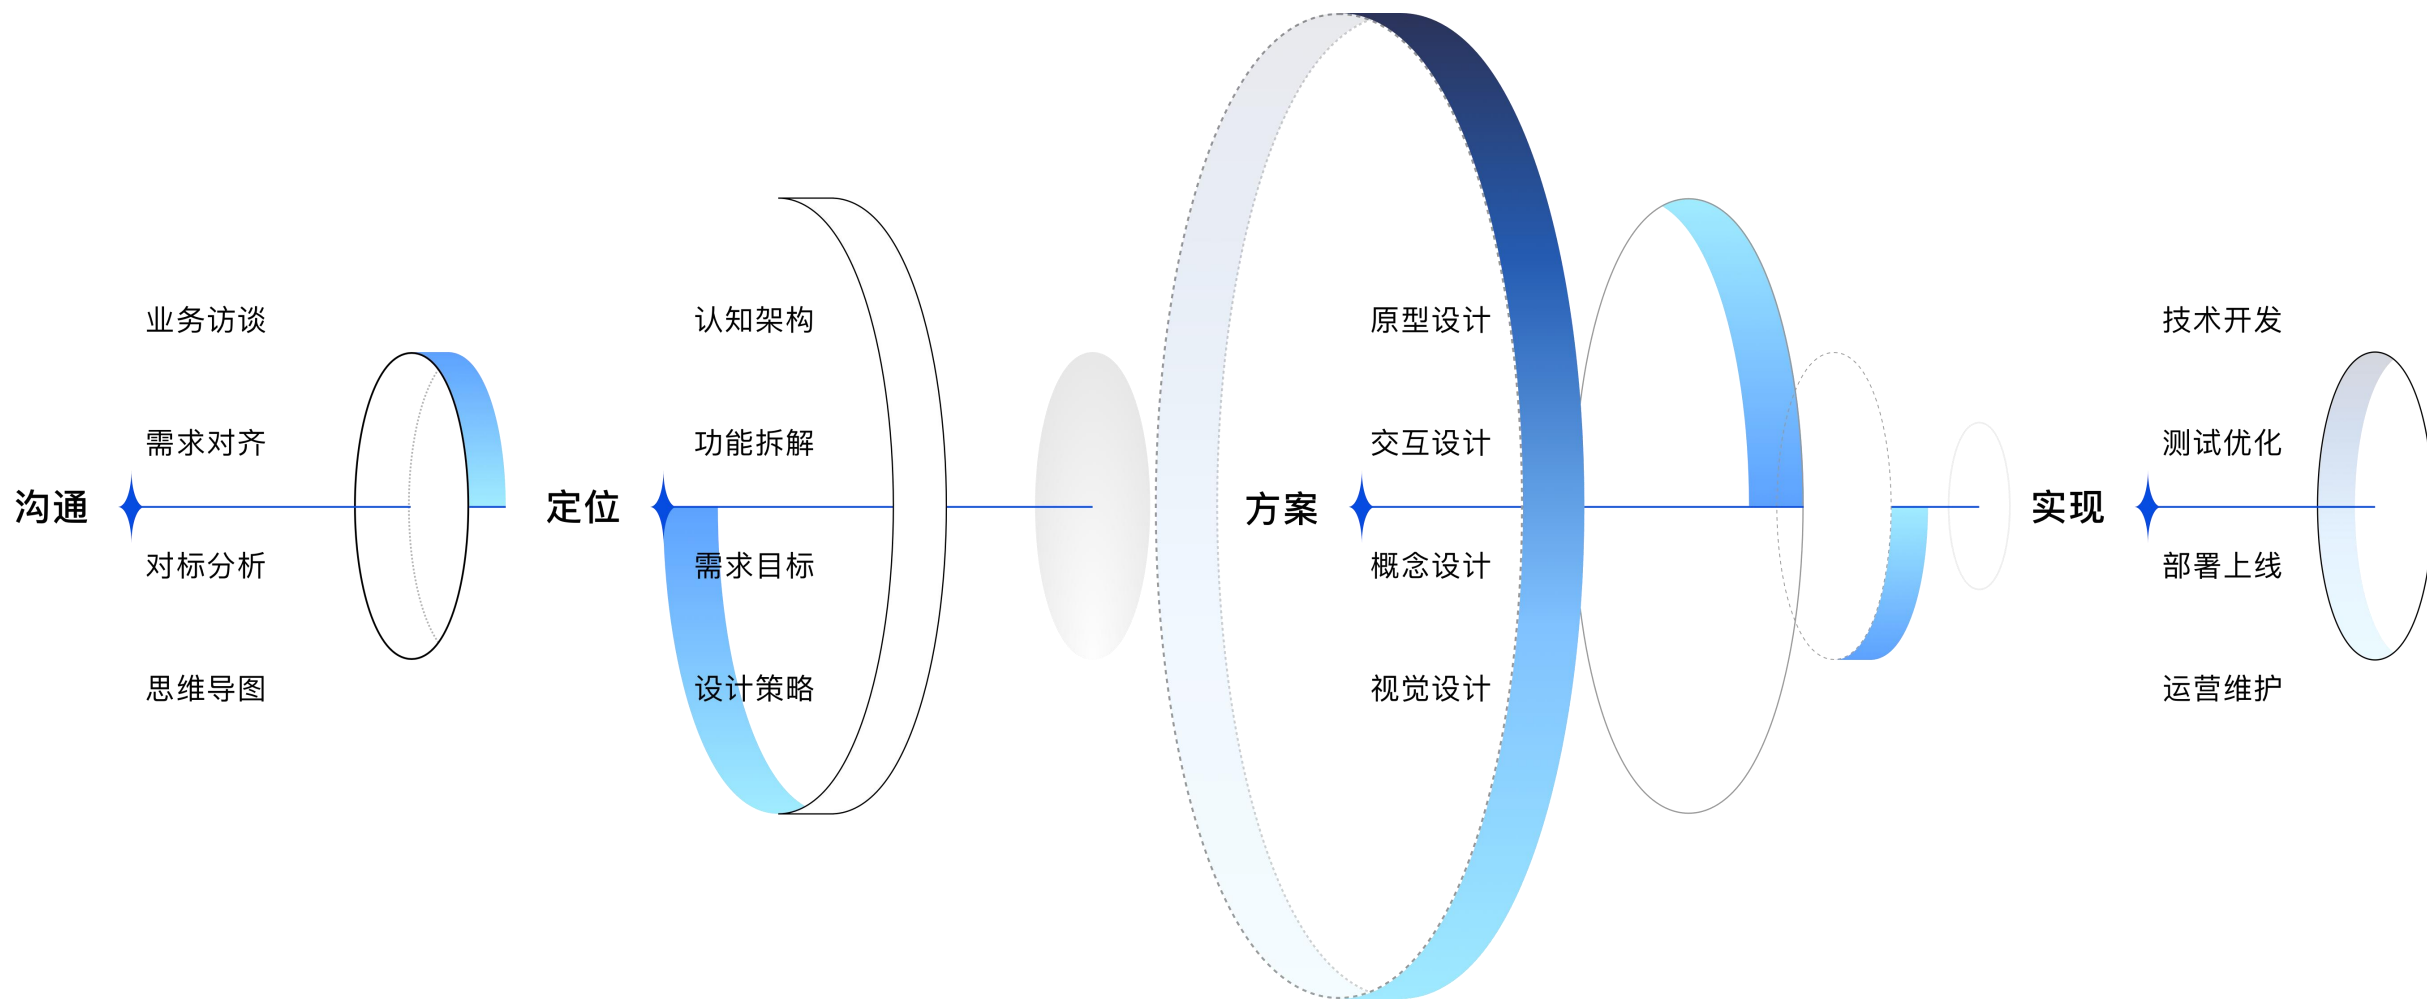 沟通
业务访谈
需求对齐
对标分析
思维导图
定位
认知架构
功能拆解
需求目标
设计策略
方案
原型设计
交互设计
概念设计
视觉设计
实现
技术开发
测试优化
部署上线
运营维护